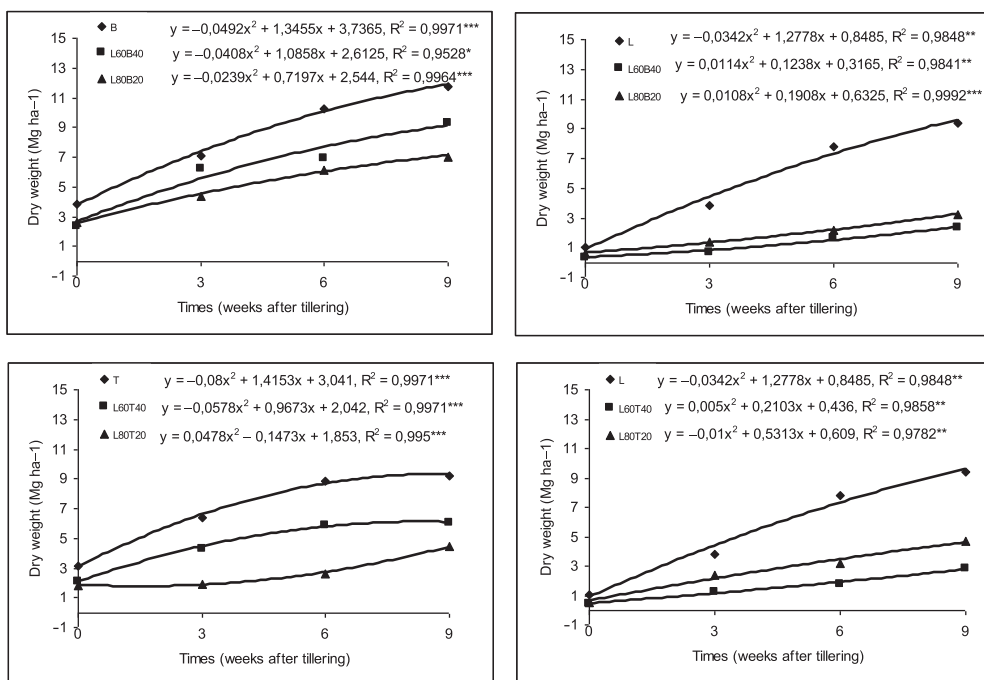 B y = –0,0492x² + 1,3455x + 3,7365, R² = 0,9971***
L60B40 y = –0,0408x² + 1,0858x + 2,6125, R² = 0,9528*
L80B20 y = –0,0239x² + 0,7197x + 2,544, R² = 0,9964***
Dry weight (Mg ha–1)
15
13
11
9
7
5
3
1
–1
0 3 6 9
Times (weeks after tillering)
L y = –0,0342x² + 1,2778x + 0,8485, R² = 0,9848**
L60B40 y = 0,0114x² + 0,1238x + 0,3165, R² = 0,9841**
L80B20 y = 0,0108x² + 0,1908x + 0,6325, R² = 0,9992***
Dry weight (Mg ha–1)
15
13
11
9
7
5
3
1
–1
0 3 6 9
Times (weeks after tillering)
T y = –0,08x² + 1,4153x + 3,041, R² = 0,9971***
L60T40 y = –0,0578x² + 0,9673x + 2,042, R² = 0,9971***
L80T20 y = 0,0478x² – 0,1473x + 1,853, R² = 0,995***
Dry weight (Mg ha–1)
15
13
11
9
7
5
3
1
–1
0 3 6 9
Times (weeks after tillering)
L y = –0,0342x² + 1,2778x + 0,8485, R² = 0,9848**
L60T40 y = 0,005x² + 0,2103x + 0,436, R² = 0,9858**
L80T20 y = –0,01x² + 0,5313x + 0,609, R² = 0,9782**
Dry weight (Mg ha–1)
15
13
11
9
7
5
3
1
–1
0 3 6 9
Times (weeks after tillering)